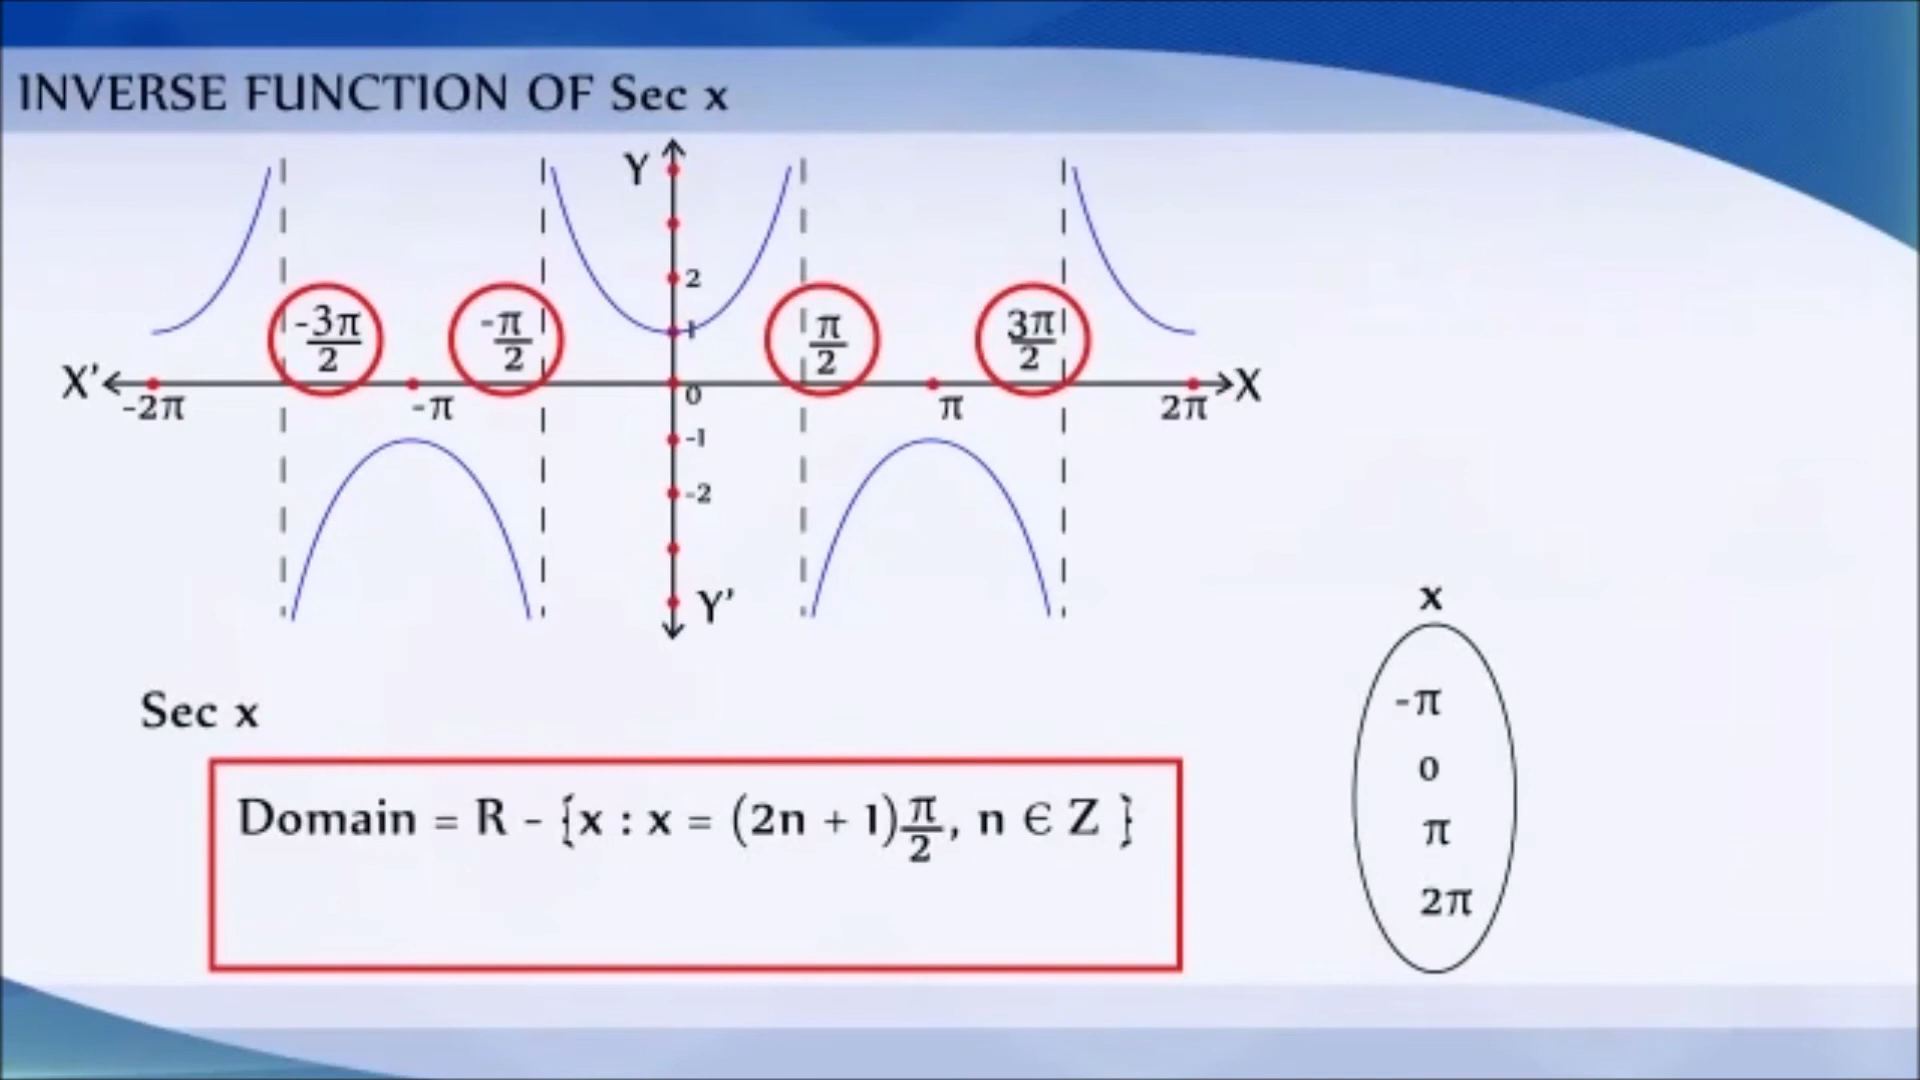 INVERSE FUNCTION OF Sec x
Y
2
-3π/2
-π/2
1
π/2
3π/2
X'
X
-2π
-π
0
π
2π
-1
-2
Y'
x
Sec x
-π
0
Domain = R - {x : x = (2n + 1)π/2, n ∈ Z }
π
2π